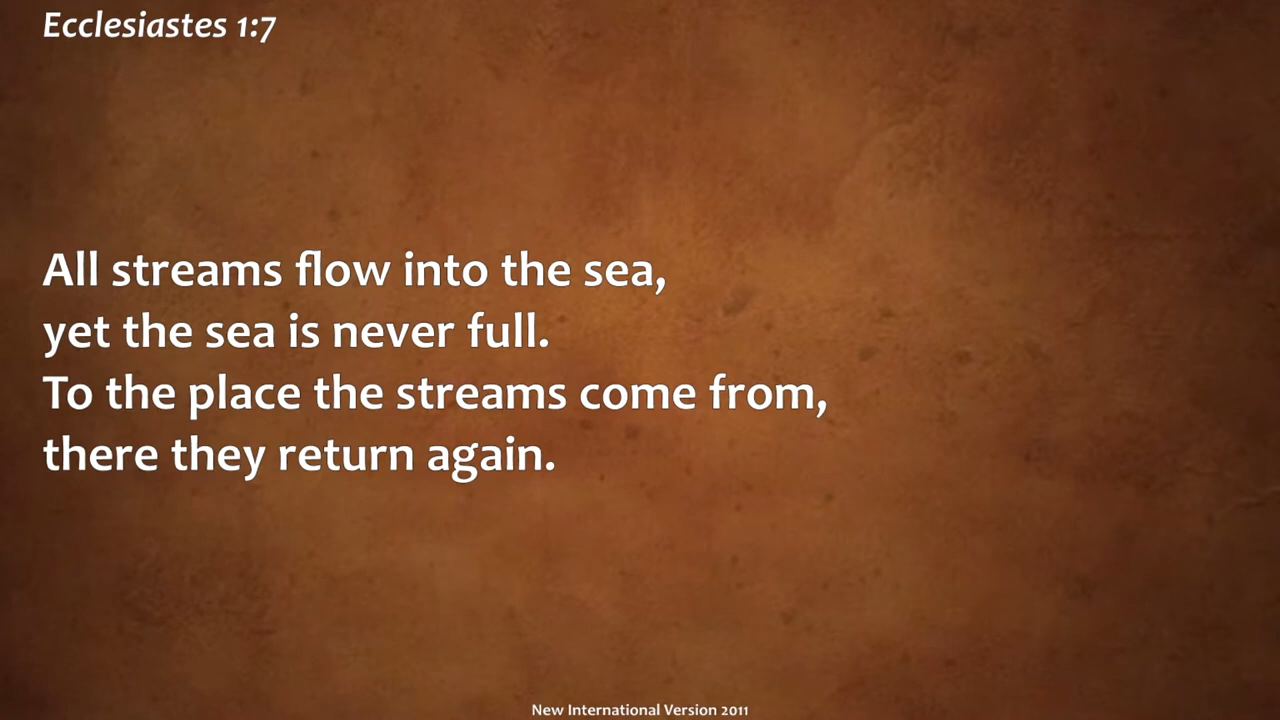 Ecclesiastes 1:7
All streams flow into the sea,
yet the sea is never full.
To the place the streams come from,
there they return again.
New International Version 2011